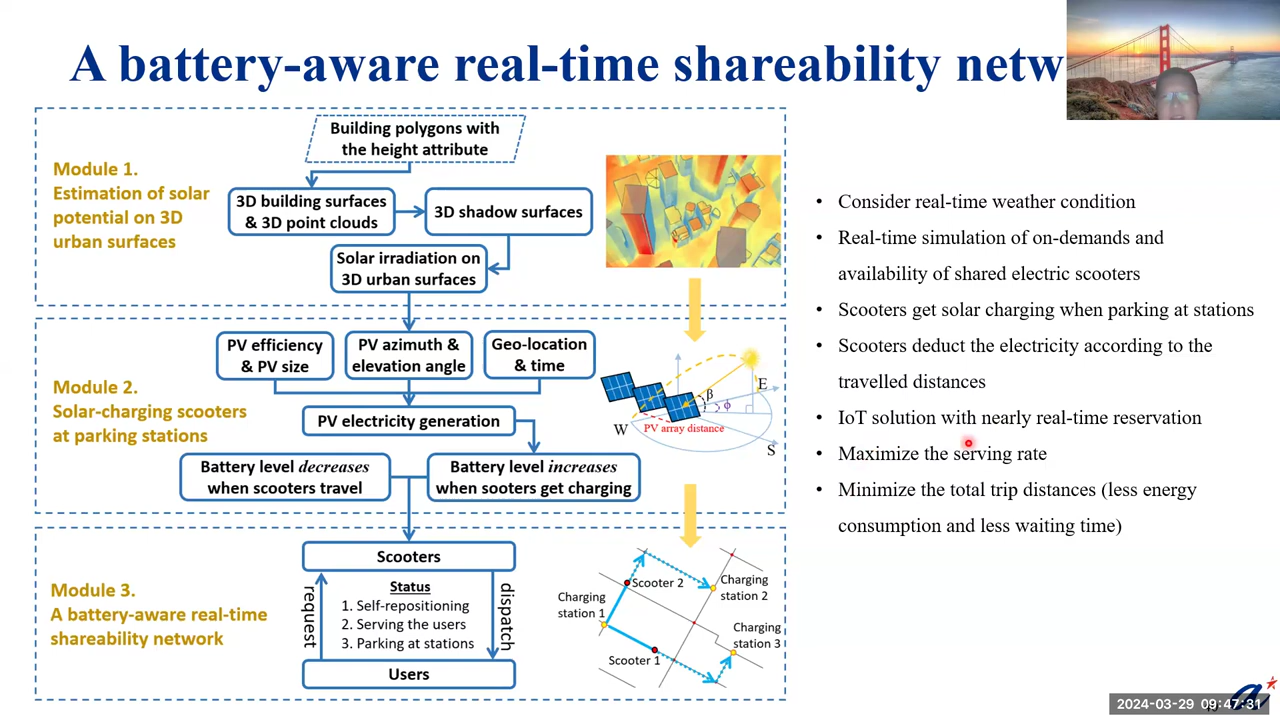 A battery-aware real-time shareability netw
Building polygons with
the height attribute
Module 1.
Estimation of solar
potential on 3D
urban surfaces
3D building surfaces
& 3D point clouds
3D shadow surfaces
Solar irradiation on
3D urban surfaces
Module 2.
Solar-charging scooters
at parking stations
PV efficiency
& PV size
PV azimuth &
elevation angle
Geo-location
& time
PV electricity generation
Battery level decreases
when scooters travel
Battery level increases
when sooters get charging
E
β
ϕ
W
PV array distance
S
Module 3.
A battery-aware real-time
shareability network
Scooters
request
Status
1. Self-repositioning
2. Serving the users
3. Parking at stations
dispatch
Users
Scooter 2
Charging
station 2
Charging
station 1
Charging
station 3
Scooter 1
• Consider real-time weather condition
• Real-time simulation of on-demands and
availability of shared electric scooters
• Scooters get solar charging when parking at stations
• Scooters deduct the electricity according to the
travelled distances
• IoT solution with nearly real-time reservation
• Maximize the serving rate
• Minimize the total trip distances (less energy
consumption and less waiting time)
2024-03-29 09:47:31